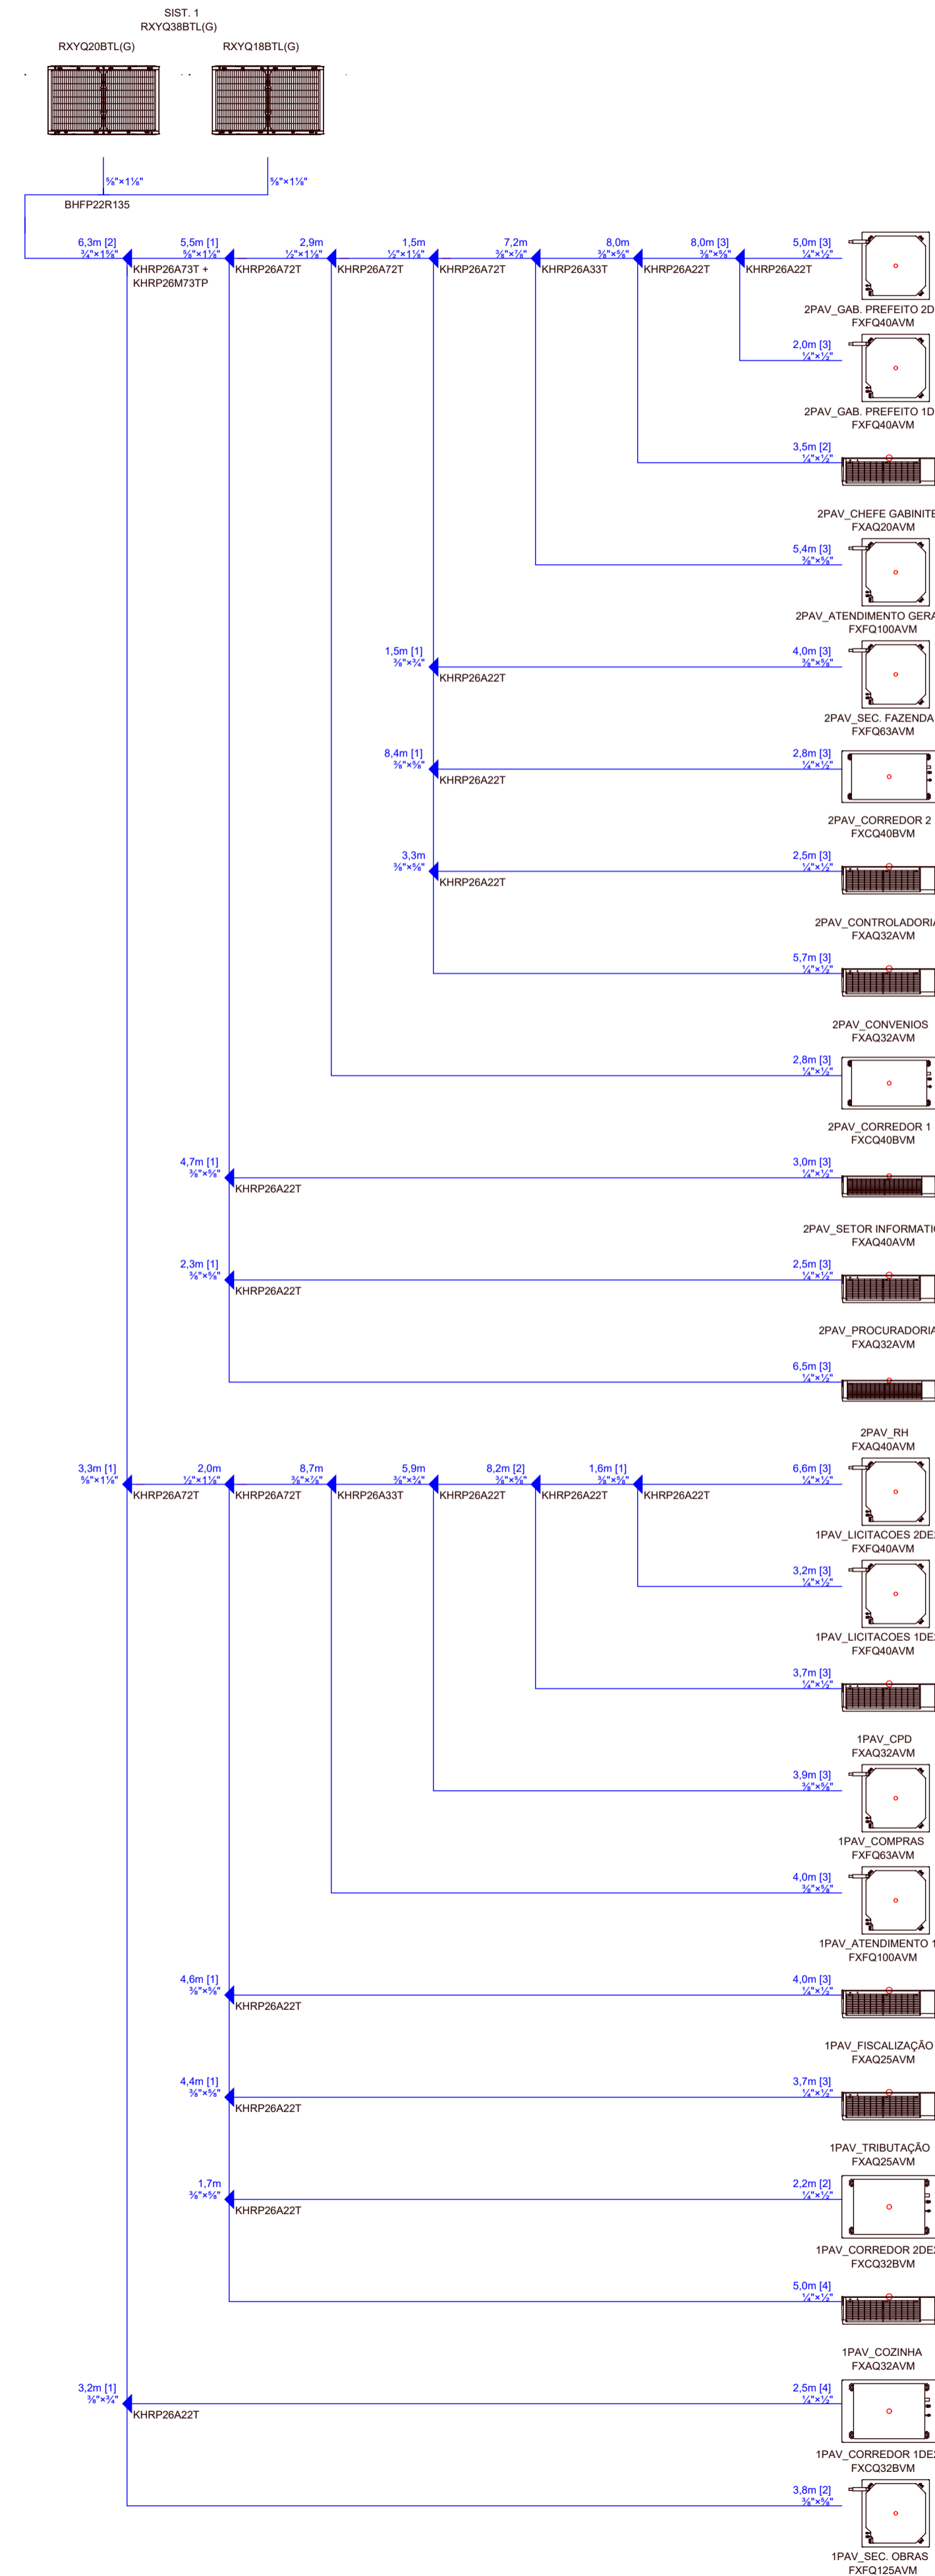 SIST. 1
RXYQ38BTL(G)
RXYQ20BTL(G) RXYQ18BTL(G)
⅝"×1⅛" ⅝"×1⅛"
BHFP22R135
6,3m [2] 5,5m [1] 2,9m 1,5m 7,2m 8,0m 8,0m [3] 5,0m [3]
¾"×1⅝" ⅝"×1⅛" ½"×1⅛" ½"×1⅛" ⅜"×⅞" ⅜"×⅝" ⅜"×⅝" ¼"×½"
KHRP26A73T + KHRP26A72T KHRP26A72T KHRP26A72T KHRP26A33T KHRP26A22T KHRP26A22T
KHRP26M73TP
2PAV_GAB. PREFEITO 2D
FXFQ40AVM
2,0m [3]
¼"×½"
2PAV_GAB. PREFEITO 1D
FXFQ40AVM
3,5m [2]
¼"×½"
2PAV_CHEFE GABINITE
FXAQ20AVM
5,4m [3]
⅜"×⅝"
2PAV_ATENDIMENTO GERA
FXFQ100AVM
1,5m [1] 4,0m [3]
⅜"×¾" ⅜"×⅝"
KHRP26A22T
2PAV_SEC. FAZENDA
FXFQ63AVM
8,4m [1] 2,8m [3]
⅜"×⅝" ¼"×½"
KHRP26A22T
2PAV_CORREDOR 2
FXCQ40BVM
3,3m 2,5m [3]
⅜"×⅝" ¼"×½"
KHRP26A22T
2PAV_CONTROLADORIA
FXAQ32AVM
5,7m [3]
¼"×½"
2PAV_CONVENIOS
FXAQ32AVM
2,8m [3]
¼"×½"
2PAV_CORREDOR 1
FXCQ40BVM
4,7m [1] 3,0m [3]
⅜"×⅝" ¼"×½"
KHRP26A22T
2PAV_SETOR INFORMATI
FXAQ40AVM
2,3m [1] 2,5m [3]
⅜"×⅝" ¼"×½"
KHRP26A22T
2PAV_PROCURADORIA
FXAQ32AVM
6,5m [3]
¼"×½"
2PAV_RH
FXAQ40AVM
3,3m [1] 2,0m 8,7m 5,9m 8,2m [2] 1,6m [1] 6,6m [3]
⅝"×1⅛" ½"×1⅛" ⅜"×⅞" ⅜"×¾" ⅜"×⅝" ⅜"×⅝" ¼"×½"
KHRP26A72T KHRP26A72T KHRP26A33T KHRP26A22T KHRP26A22T KHRP26A22T
1PAV_LICITACOES 2DE
FXFQ40AVM
3,2m [3]
¼"×½"
1PAV_LICITACOES 1DE
FXFQ40AVM
3,7m [3]
¼"×½"
1PAV_CPD
FXAQ32AVM
3,9m [3]
⅜"×⅝"
1PAV_COMPRAS
FXFQ63AVM
4,0m [3]
⅜"×⅝"
1PAV_ATENDIMENTO 1
FXFQ100AVM
4,6m [1] 4,0m [3]
⅜"×⅝" ¼"×½"
KHRP26A22T
1PAV_FISCALIZAÇÃO
FXAQ25AVM
4,4m [1] 3,7m [3]
⅜"×⅝" ¼"×½"
KHRP26A22T
1PAV_TRIBUTAÇÃO
FXAQ25AVM
1,7m 2,2m [2]
⅜"×⅝" ¼"×½"
KHRP26A22T
1PAV_CORREDOR 2DE
FXCQ32BVM
5,0m [4]
¼"×½"
1PAV_COZINHA
FXAQ32AVM
3,2m [1] 2,5m [4]
⅜"×¾" ¼"×½"
KHRP26A22T
1PAV_CORREDOR 1DE
FXCQ32BVM
3,8m [2]
⅜"×⅝"
1PAV_SEC. OBRAS
FXFQ125AVM